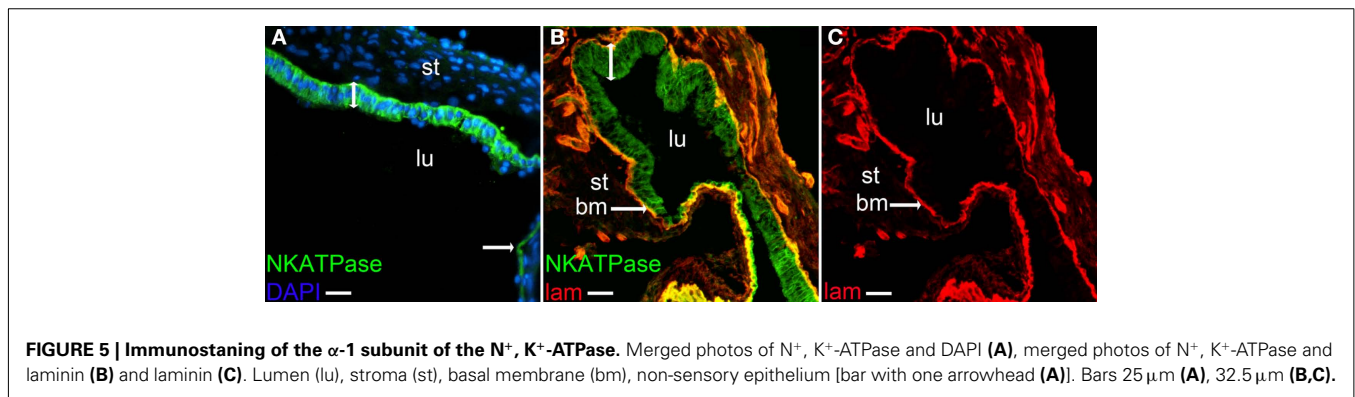 A
st
lu
NKATPase
DAPI
B
lu
st
bm
NKATPase
lam
C
lu
st
bm
lam
FIGURE 5 | Immunostaning of the α-1 subunit of the N⁺, K⁺-ATPase. Merged photos of N⁺, K⁺-ATPase and DAPI (A), merged photos of N⁺, K⁺-ATPase and
laminin (B) and laminin (C). Lumen (lu), stroma (st), basal membrane (bm), non-sensory epithelium [bar with one arrowhead (A)]. Bars 25 μm (A), 32.5 μm (B,C).